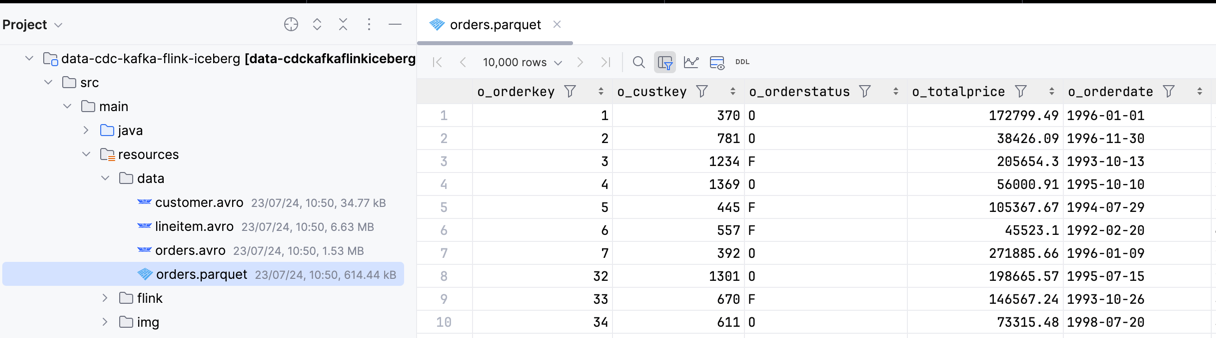 Project
data-cdc-kafka-flink-iceberg [data-cdckafkaflinkiceberg
src
main
java
resources
data
customer.avro 23/07/24, 10:50, 34.77 kB
lineitem.avro 23/07/24, 10:50, 6.63 MB
orders.avro 23/07/24, 10:50, 1.53 MB
orders.parquet 23/07/24, 10:50, 614.44 kB
flink
img
orders.parquet
10,000 rows DDL
o_orderkey o_custkey o_orderstatus o_totalprice o_orderdate
1 1 370 O 172799.49 1996-01-01
2 2 781 O 38426.09 1996-11-30
3 3 1234 F 205654.3 1993-10-13
4 4 1369 O 56000.91 1995-10-10
5 5 445 F 105367.67 1994-07-29
6 6 557 F 45523.1 1992-02-20
7 7 392 O 271885.66 1996-01-09
8 32 1301 O 198665.57 1995-07-15
9 33 670 F 146567.24 1993-10-26
10 34 611 O 73315.48 1998-07-20